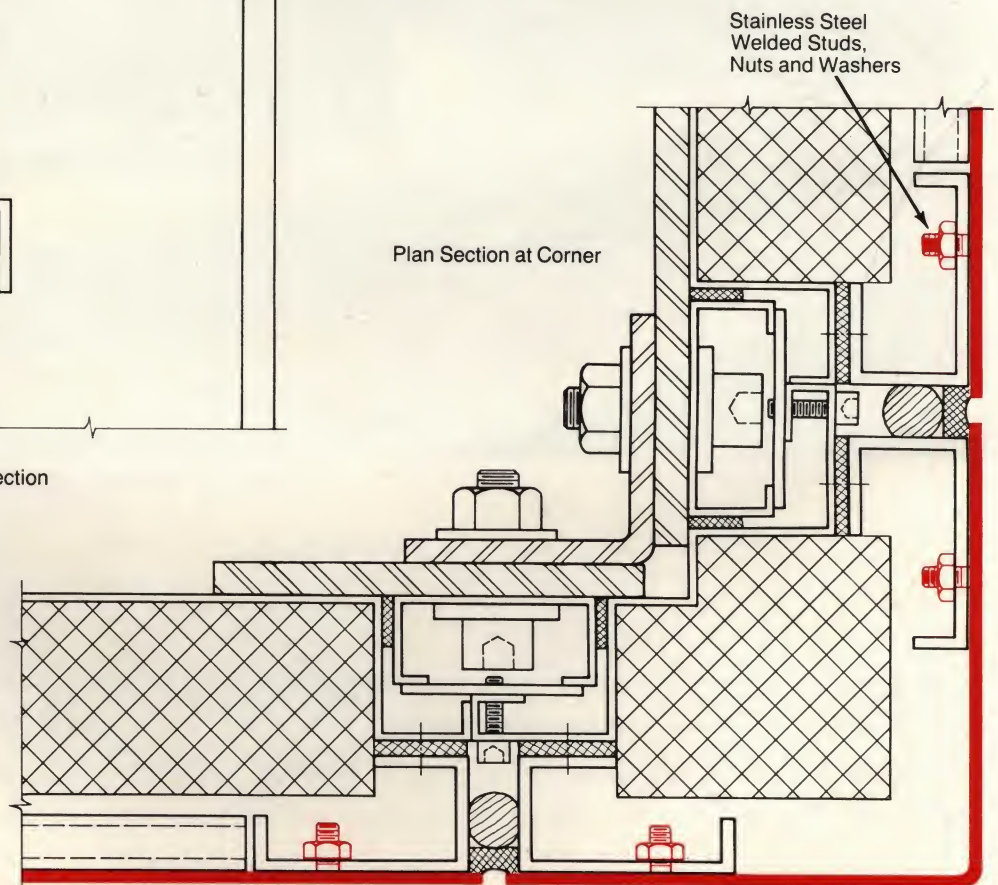 Stainless Steel
Welded Studs,
Nuts and Washers
Plan Section at Corner
ection